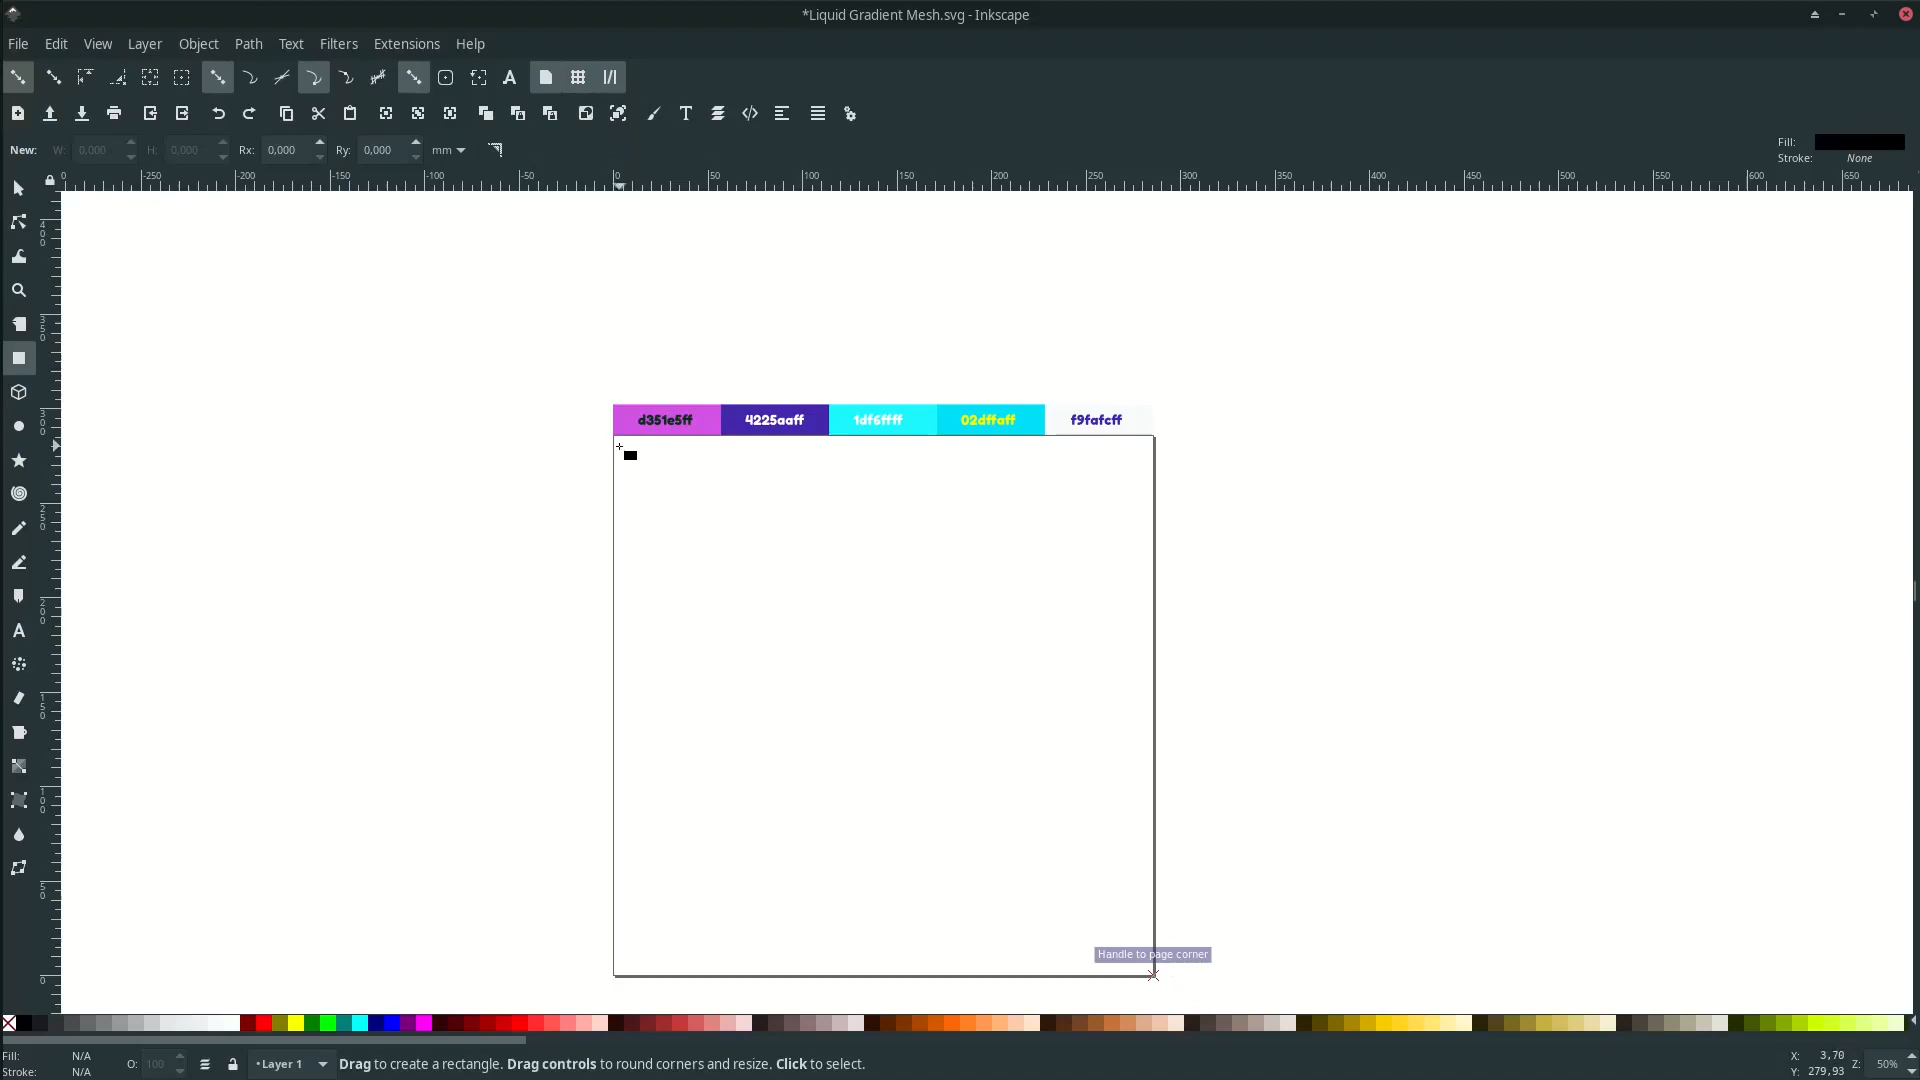 *Liquid Gradient Mesh.svg - Inkscape
File Edit View Layer Object Path Text Filters Extensions Help
New: W: 0,000 H: 0,000 Rx: 0,000 Ry: 0,000 mm
Fill:
Stroke: None
-250 -200 -150 -100 -50 0 50 100 150 200 250 300 350 400 450 500 550 600 650
d351e5ff 4225aaff 1df6ffff 02dffaff f9fafcff
Handle to page corner
Fill: N/A
Stroke: N/A
O: 100
•Layer 1
Drag to create a rectangle. Drag controls to round corners and resize. Click to select.
X: 3,70
Y: 279,93
Z: 50%